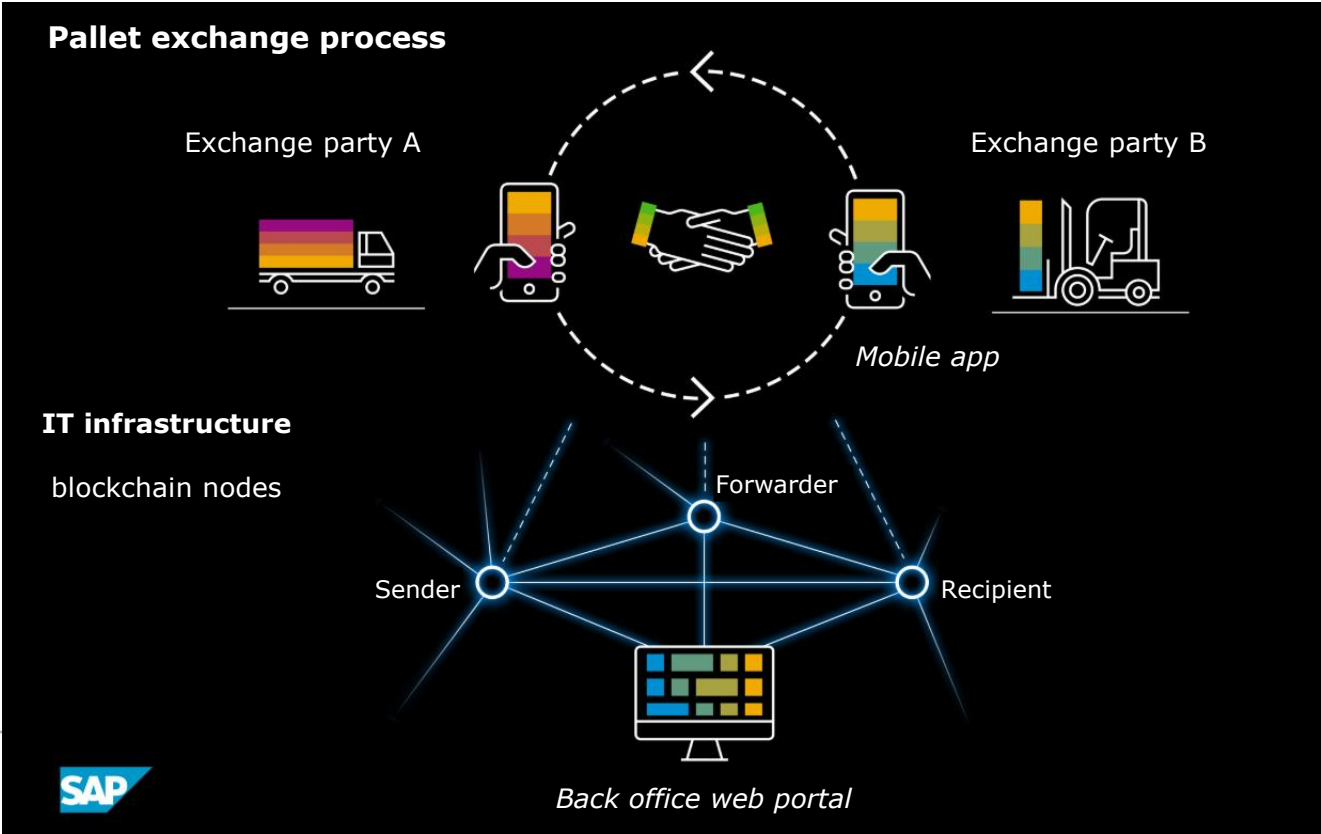 Pallet exchange process
Exchange party A
Exchange party B
Mobile app
IT infrastructure
blockchain nodes
Forwarder
Sender
Recipient
SAP
Back office web portal